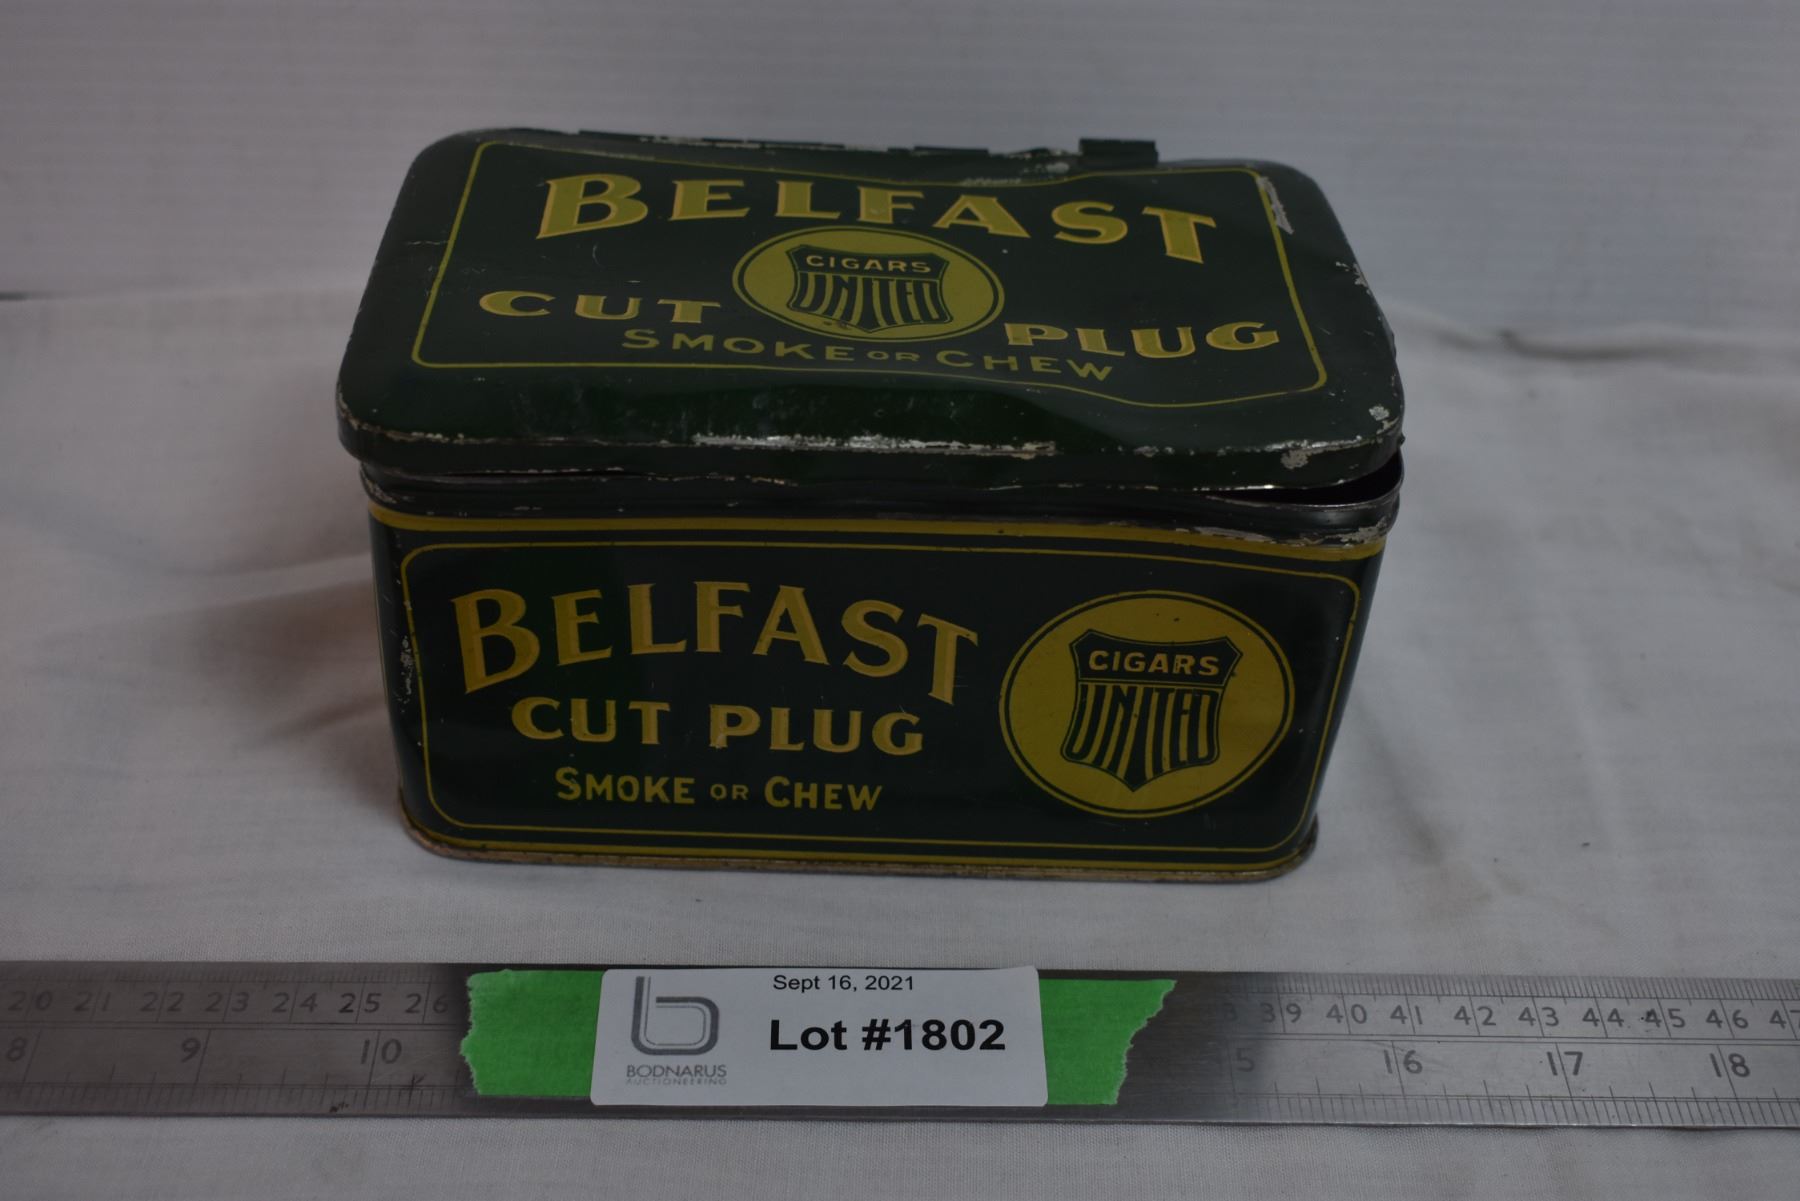 BELFAST
CIGARS
UNITED
CUT PLUG
SMOKE OR CHEW
BELFAST
CUT PLUG
SMOKE OR CHEW
CIGARS
UNITED
20 21 22 23 24 25 26 39 40 41 42 43 44 45 46 47
8 9 10 5 16 17 18
Sept 16, 2021
Lot #1802
b
BODNARUS
AUCTIONEERING